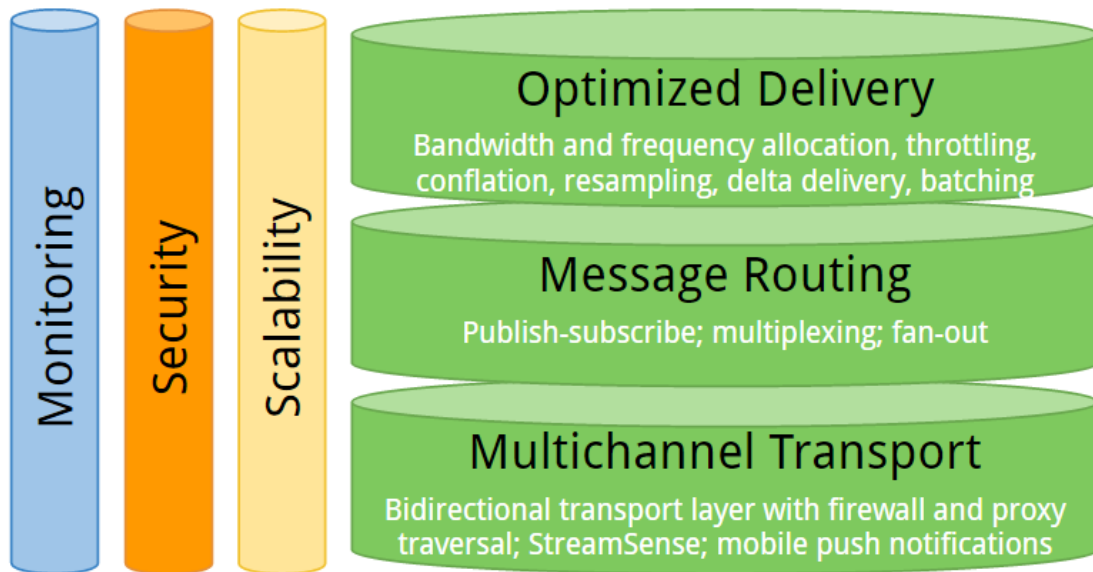 Monitoring
Security
Scalability
Optimized Delivery
Bandwidth and frequency allocation, throttling,
conflation, resampling, delta delivery, batching
Message Routing
Publish-subscribe; multiplexing; fan-out
Multichannel Transport
Bidirectional transport layer with firewall and proxy
traversal; StreamSense; mobile push notifications